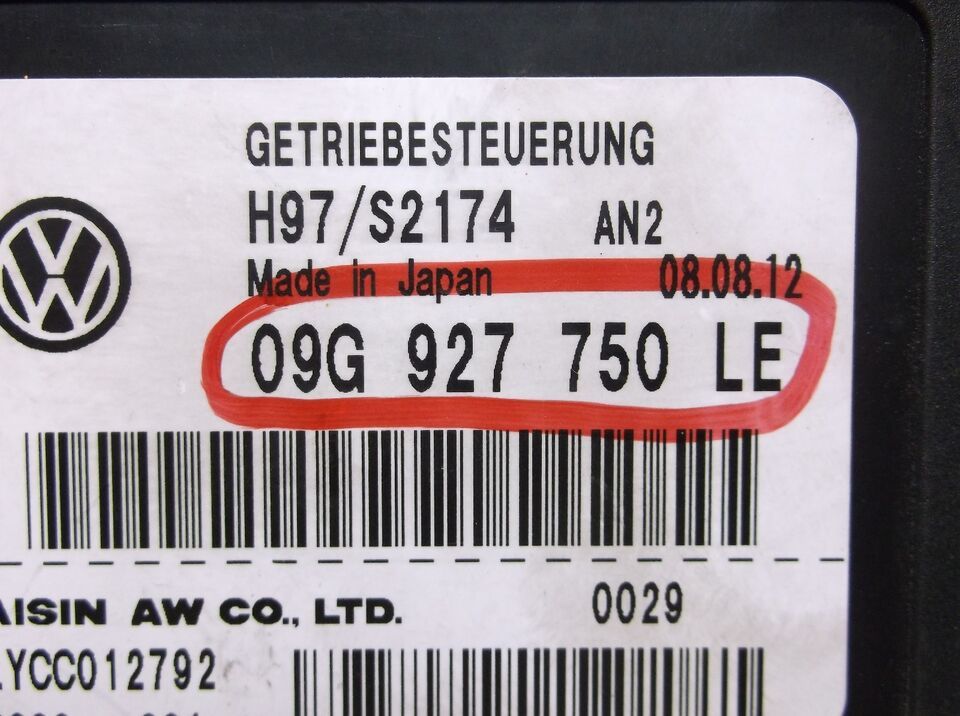 GETRIEBESTEUERUNG
H97/S2174 AN2
Made in Japan 08.08.12
09G 927 750 LE
AISIN AW CO., LTD. 0029
YCC012792